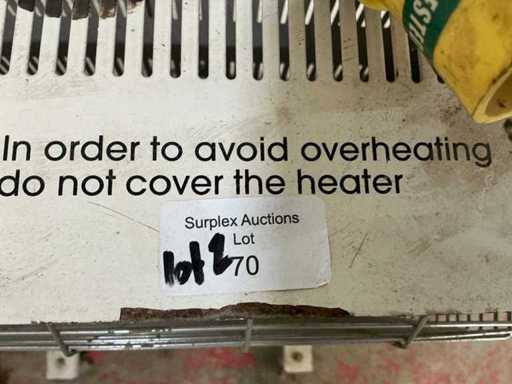 In order to avoid overheating
do not cover the heater
Surplex Auctions
Lot
lot 2
70